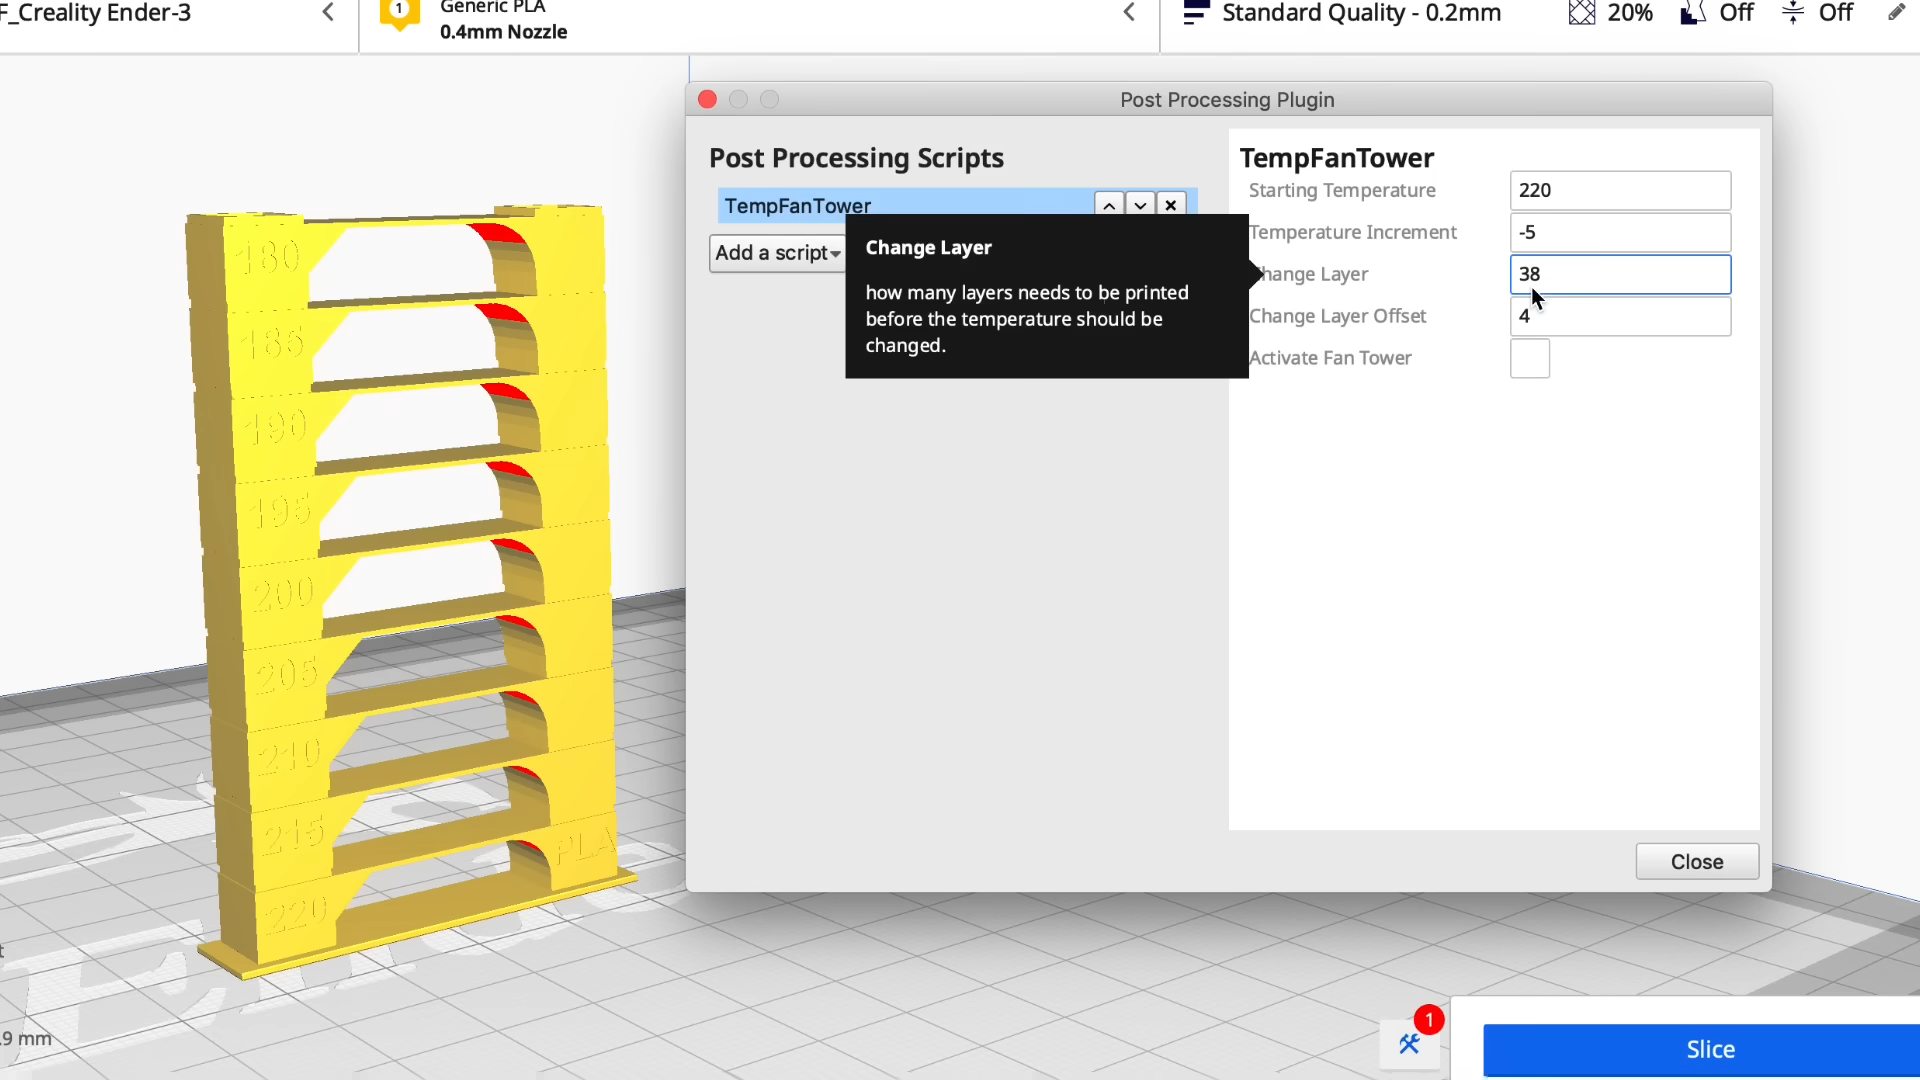 F_Creality Ender-3
1
Generic PLA
0.4mm Nozzle
Standard Quality - 0.2mm
20%
Off
Off
Post Processing Plugin
Post Processing Scripts
TempFanTower
Add a script
Change Layer
how many layers needs to be printed
before the temperature should be
changed.
TempFanTower
Starting Temperature
220
Temperature Increment
-5
hange Layer
38
Change Layer Offset
4
Activate Fan Tower
Close
180
185
190
195
200
205
210
215
PLA
220
t
.9 mm
1
Slice